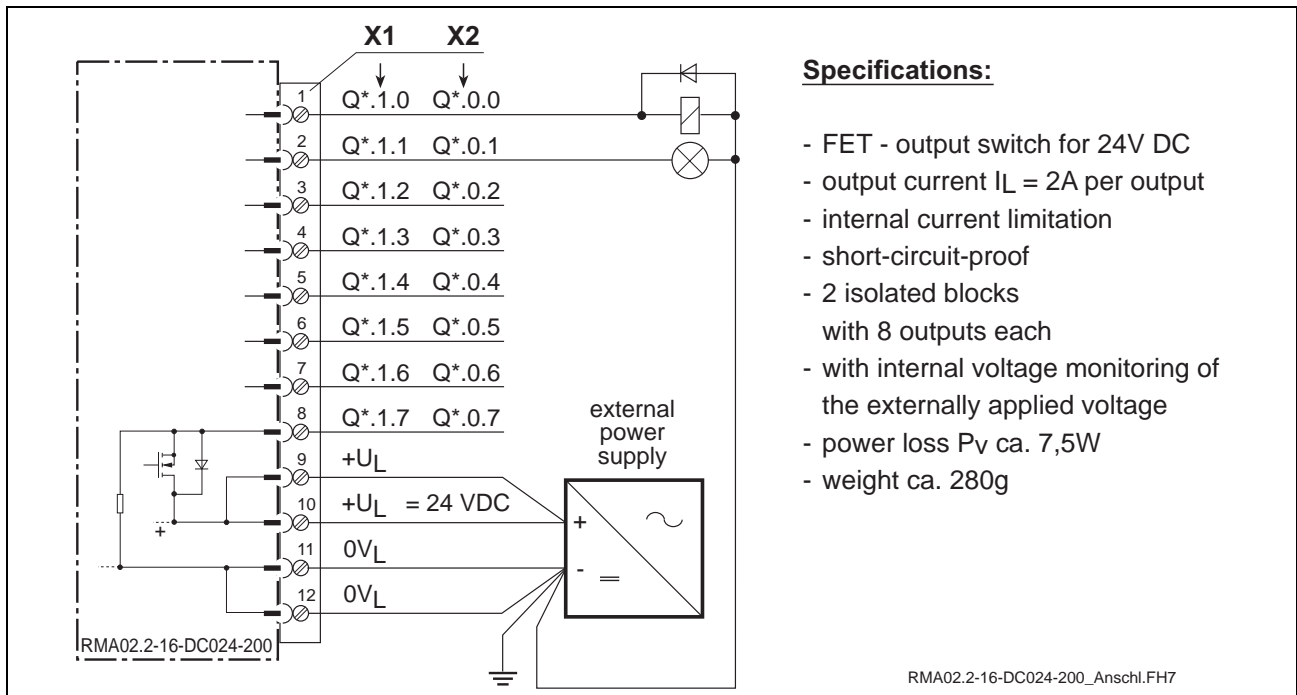 X1 X2
1 Q*.1.0 Q*.0.0
2 Q*.1.1 Q*.0.1
3 Q*.1.2 Q*.0.2
4 Q*.1.3 Q*.0.3
5 Q*.1.4 Q*.0.4
6 Q*.1.5 Q*.0.5
7 Q*.1.6 Q*.0.6
8 Q*.1.7 Q*.0.7
9 +UL
10 +UL = 24 VDC
11 0VL
12 0VL
+
RMA02.2-16-DC024-200
external
power
supply
+
-
Specifications:
- FET - output switch for 24V DC
- output current IL = 2A per output
- internal current limitation
- short-circuit-proof
- 2 isolated blocks
with 8 outputs each
- with internal voltage monitoring of
the externally applied voltage
- power loss PV ca. 7,5W
- weight ca. 280g
RMA02.2-16-DC024-200_Anschl.FH7